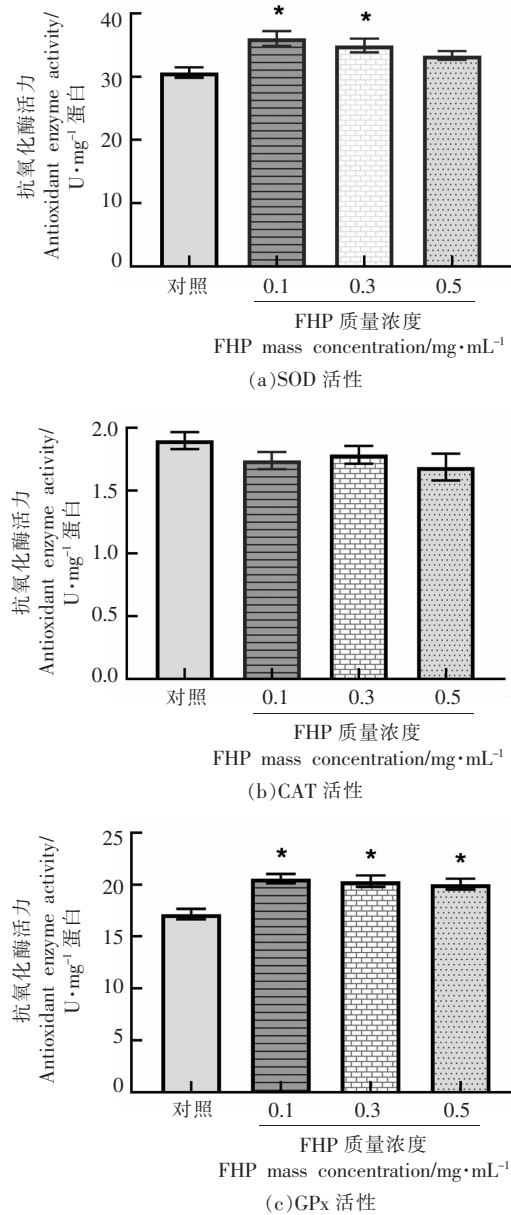 抗氧化酶活力
Antioxidant enzyme activity/
U·mg⁻¹ 蛋白
40
30
20
10
0
*
*
对照
0.1
0.3
0.5
FHP 质量浓度
FHP mass concentration/mg·mL⁻¹
(a)SOD 活性
抗氧化酶活力
Antioxidant enzyme activity/
U·mg⁻¹ 蛋白
2.0
1.5
1.0
0.5
0.0
对照
0.1
0.3
0.5
FHP 质量浓度
FHP mass concentration/mg·mL⁻¹
(b)CAT 活性
抗氧化酶活力
Antioxidant enzyme activity/
U·mg⁻¹ 蛋白
25
20
15
10
5
0
*
*
*
对照
0.1
0.3
0.5
FHP 质量浓度
FHP mass concentration/mg·mL⁻¹
(c)GPx 活性